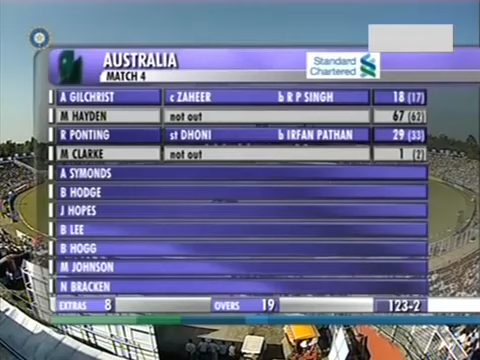 AUSTRALIA
MATCH 4
Standard Chartered
A GILCHRIST c ZAHEER b R P SINGH 18 (17)
M HAYDEN not out 67 (62)
R PONTING st DHONI b IRFAN PATHAN 29 (33)
M CLARKE not out 1 (2)
A SYMONDS
B HODGE
J HOPES
B LEE
B HOGG
M JOHNSON
N BRACKEN
EXTRAS 8 OVERS 19 123-2